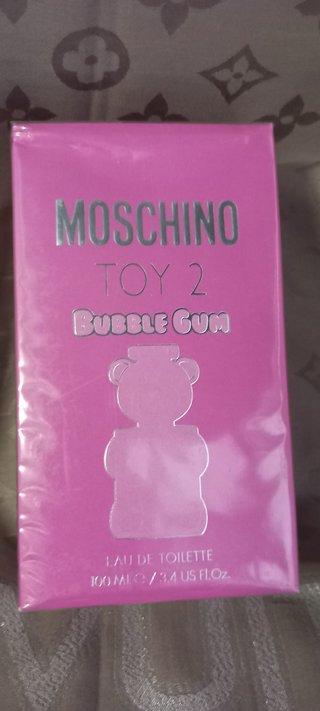 MOSCHINO
TOY 2
BUBBLE GUM
EAU DE TOILETTE
100 ML ℮ / 3.4 US Fl.Oz.